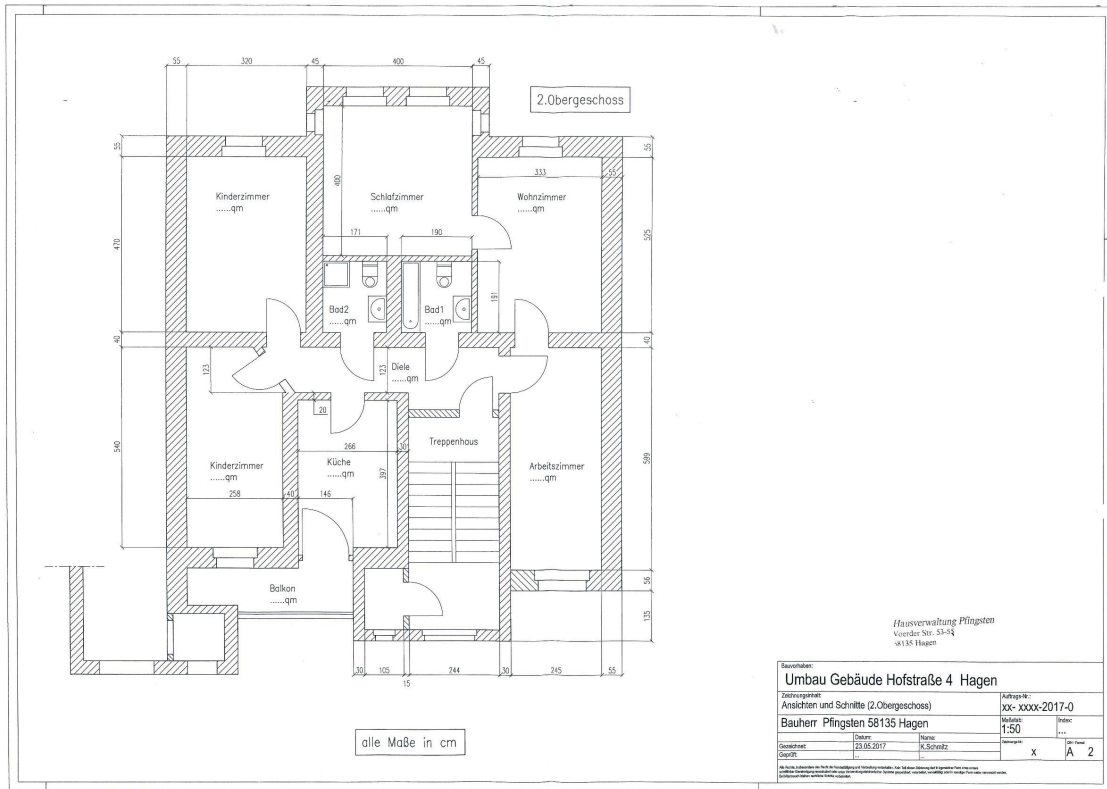 2.Obergeschoss
55
320
45
400
45
55
470
40
540
55
525
40
599
56
135
Kinderzimmer
......qm
Schlafzimmer
......qm
Wohnzimmer
......qm
333
55
400
171
190
191
Bad2
......qm
Bad1
......qm
123
123
Diele
......qm
20
Treppenhaus
266
30
Küche
......qm
397
Kinderzimmer
......qm
258
40
146
Arbeitszimmer
......qm
Balkon
......qm
30
105
15
244
30
245
55
alle Maße in cm
Hausverwaltung Pfingsten
Voerder Str. 53-55
58135 Hagen
Bauvorhaben:
Umbau Gebäude Hofstraße 4 Hagen
Zeichnungsinhalt:
Ansichten und Schnitte (2.Obergeschoss)
Auftrags-Nr.:
xx- xxxx-2017-0
Bauherr Pfingsten 58135 Hagen
Maßstab:
1:50
Index:
...
Datum:
Name:
Gezeichnet:
23.05.2017
K.Schmitz
Geprüft:
...
...
x
A 2